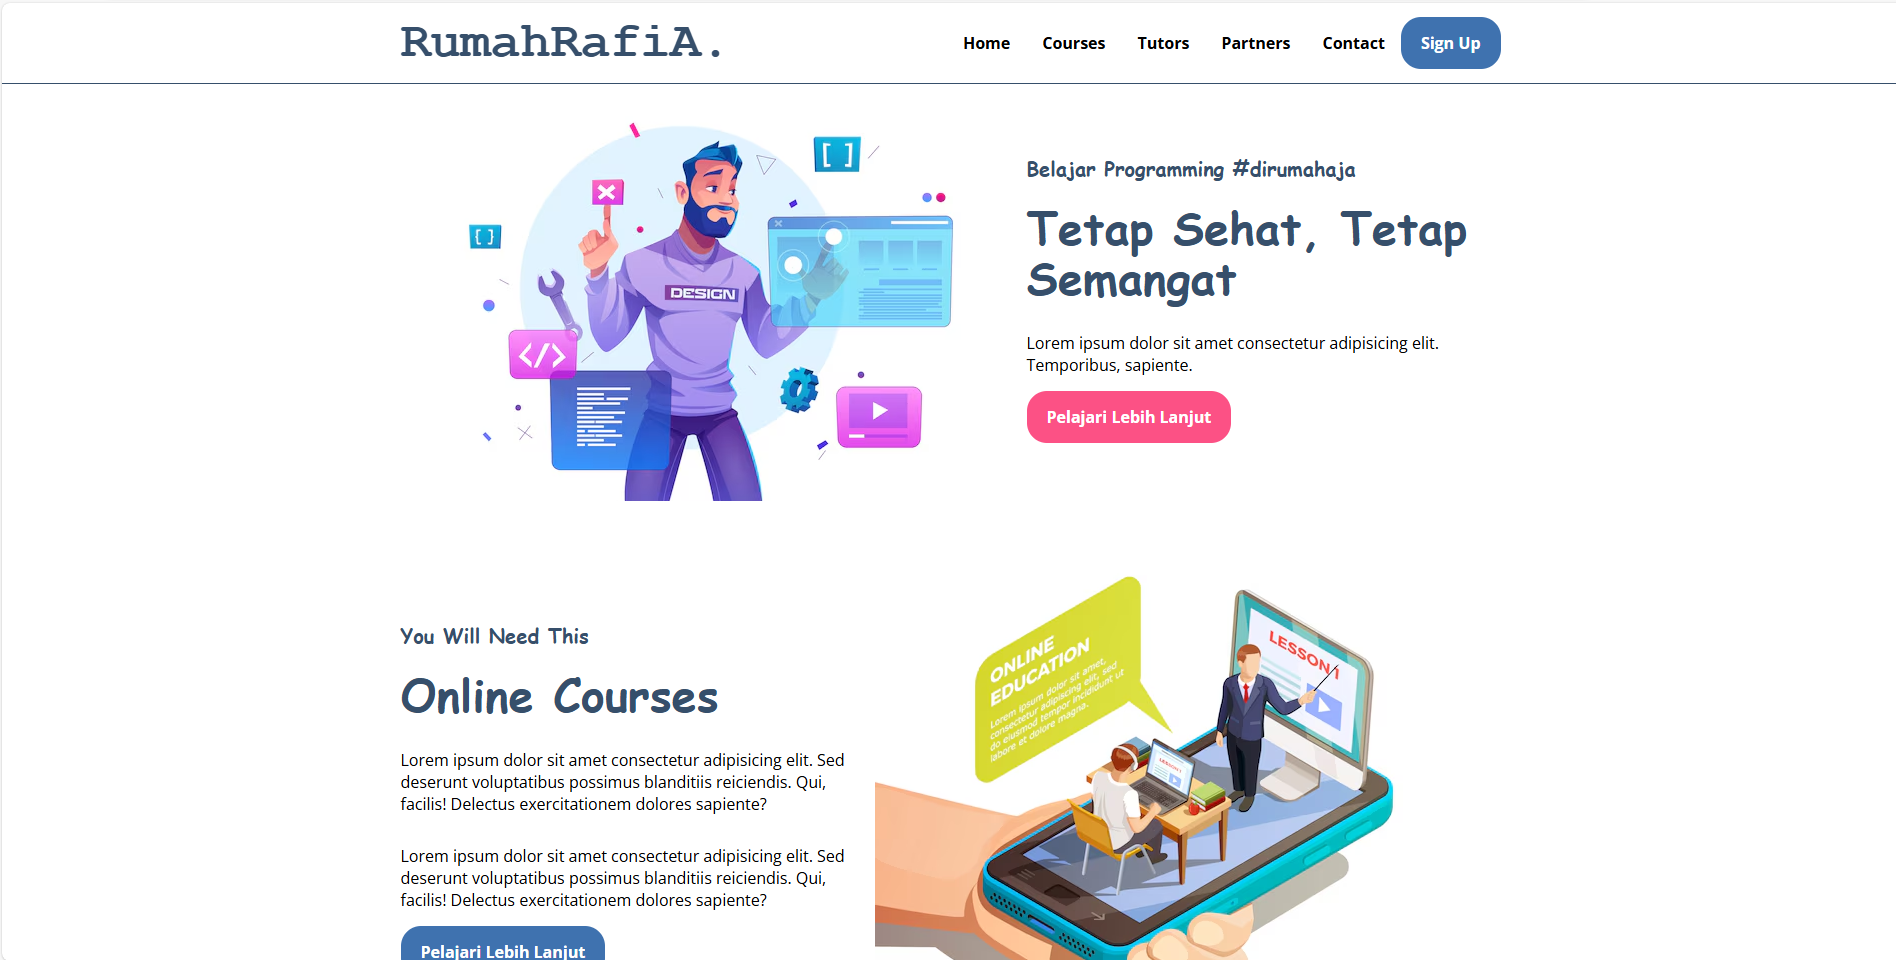 RumahRafiA.
Home Courses Tutors Partners Contact Sign Up
[ ]
{ }
DESIGN
</>
Belajar Programming #dirumahaja
Tetap Sehat, Tetap
Semangat
Lorem ipsum dolor sit amet consectetur adipisicing elit.
Temporibus, sapiente.
Pelajari Lebih Lanjut
You Will Need This
Online Courses
Lorem ipsum dolor sit amet consectetur adipisicing elit. Sed
deserunt voluptatibus possimus blanditiis reiciendis. Qui,
facilis! Delectus exercitationem dolores sapiente?
Lorem ipsum dolor sit amet consectetur adipisicing elit. Sed
deserunt voluptatibus possimus blanditiis reiciendis. Qui,
facilis! Delectus exercitationem dolores sapiente?
Pelajari Lebih Lanjut
ONLINE
EDUCATION
Lorem ipsum dolor sit amet,
consectetur adipiscing elit, sed
do eiusmod tempor incididunt ut
labore et dolore magna.
LESSON 1
LESSON 1